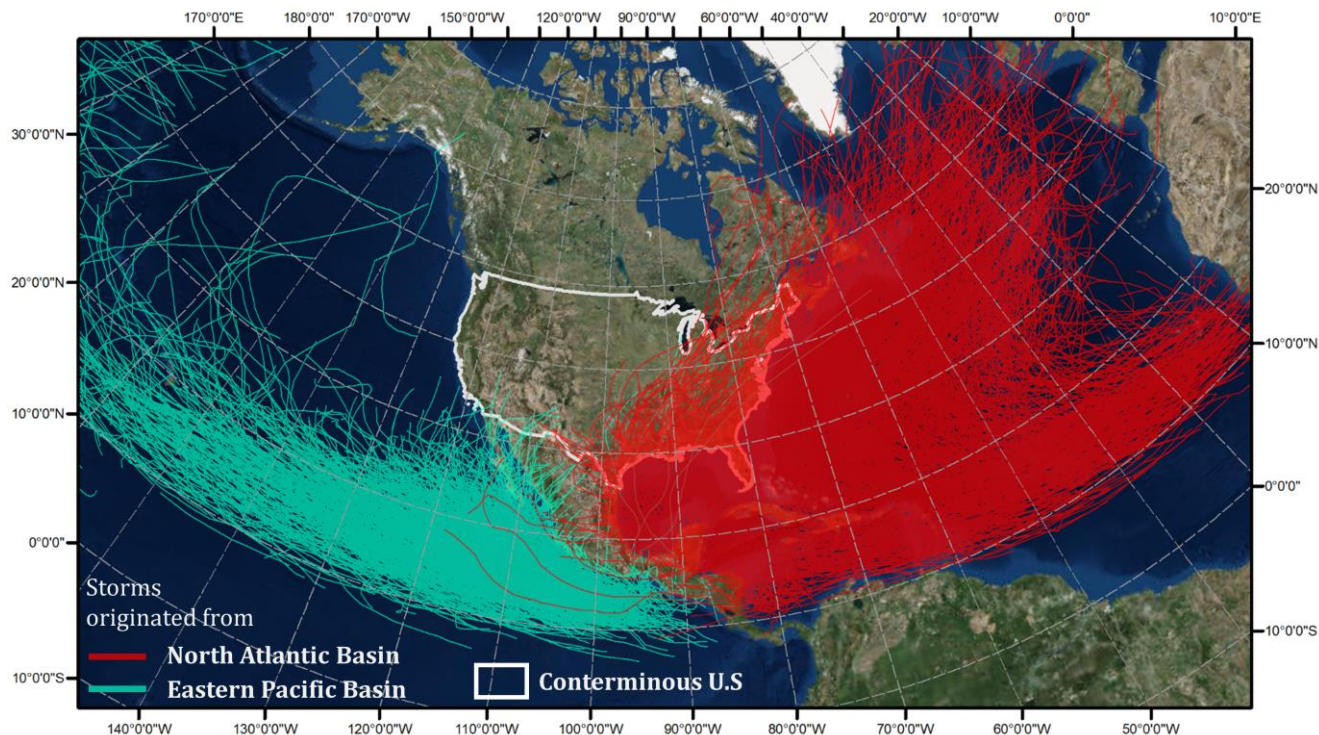 170°0'0"E 180°0'0" 170°0'0"W 150°0'0"W 120°0'0"W 90°0'0"W 60°0'0"W 40°0'0"W 20°0'0"W 10°0'0"W 0°0'0" 10°0'0"E
30°0'0"N
20°0'0"N
20°0'0"N
10°0'0"N
10°0'0"N
0°0'0"
0°0'0"
Storms
originated from
North Atlantic Basin
Eastern Pacific Basin
Conterminous U.S
10°0'0"S
10°0'0"S
140°0'0"W 130°0'0"W 120°0'0"W 110°0'0"W 100°0'0"W 90°0'0"W 80°0'0"W 70°0'0"W 60°0'0"W 50°0'0"W